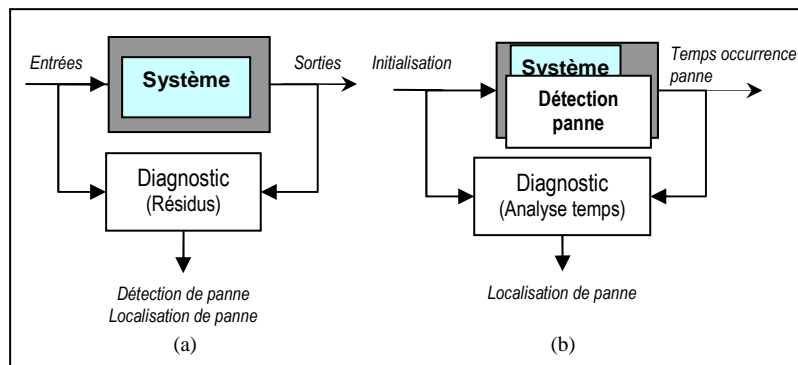 Entrées
Système
Sorties
Diagnostic
(Résidus)
Détection de panne
Localisation de panne
(a)
Initialisation
Système
Détection
panne
Temps occurrence
panne
Diagnostic
(Analyse temps)
Localisation de panne
(b)